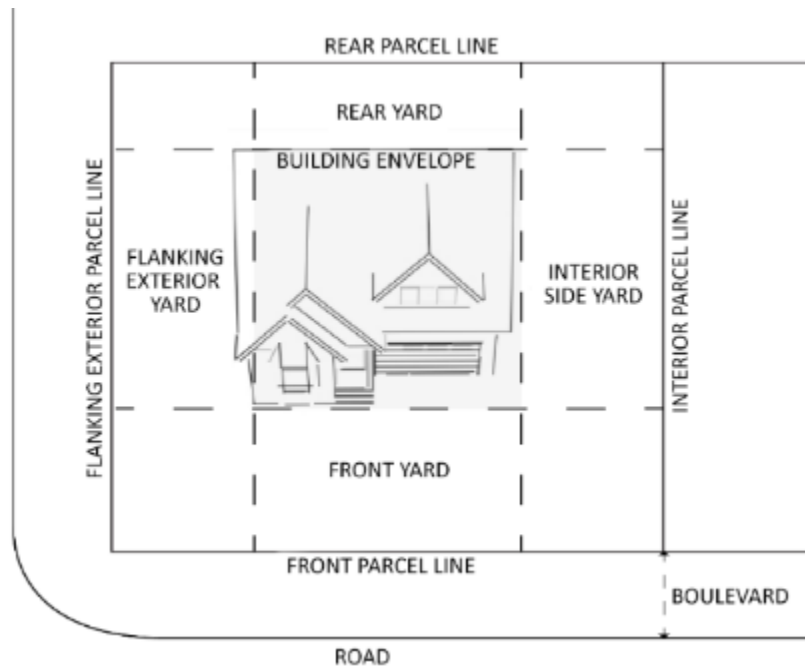 REAR PARCEL LINE
REAR YARD
BUILDING ENVELOPE
FLANKING EXTERIOR PARCEL LINE
FLANKING
EXTERIOR
YARD
INTERIOR
SIDE YARD
INTERIOR PARCEL LINE
FRONT YARD
FRONT PARCEL LINE
BOULEVARD
ROAD